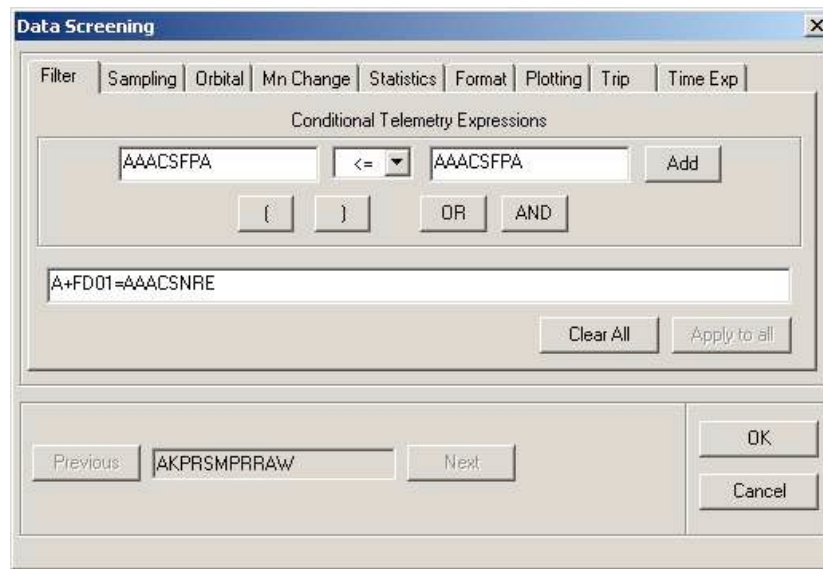 Data Screening
Filter Sampling Orbital Mn Change Statistics Format Plotting Trip Time Exp
Conditional Telemetry Expressions
AAACSFPA <= AAACSFPA Add
( ) OR AND
A+FD01=AAACSNRE
Clear All Apply to all
Previous AKPRSMPRRAW Next
OK
Cancel